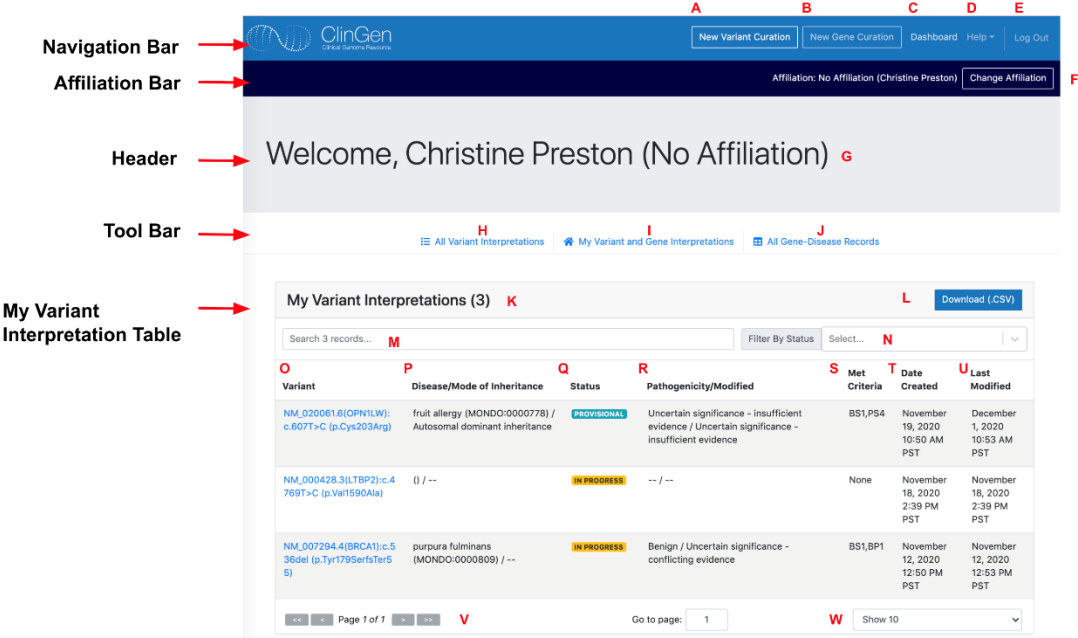 A B C D E
Navigation Bar
ClinGen
Clinical Genome Resource
New Variant Curation New Gene Curation Dashboard Help Log Out
Affiliation Bar
Affiliation: No Affiliation (Christine Preston) Change Affiliation F
Header
Welcome, Christine Preston (No Affiliation) G
Tool Bar
H I J
All Variant Interpretations My Variant and Gene Interpretations All Gene-Disease Records
My Variant
Interpretation Table
My Variant Interpretations (3) K L Download (.CSV)
Search 3 records... M Filter By Status Select... N
O P Q R S T U
Variant Disease/Mode of Inheritance Status Pathogenicity/Modified Met
Criteria Date
Created Last
Modified
NM_020061.6(OPN1LW):
c.607T>C (p.Cys203Arg)
fruit allergy (MONDO:0000778) /
Autosomal dominant inheritance
PROVISIONAL
Uncertain significance - insufficient
evidence / Uncertain significance -
insufficient evidence
BS1,PS4
November
19, 2020
10:50 AM
PST
December
1, 2020
10:53 AM
PST
NM_000428.3(LTBP2):c.4
769T>C (p.Val1590Ala)
() / --
IN PROGRESS
-- / --
None
November
18, 2020
2:39 PM
PST
November
18, 2020
2:39 PM
PST
NM_007294.4(BRCA1):c.5
36del (p.Tyr179SerfsTer5
5)
purpura fulminans
(MONDO:0000809) / --
IN PROGRESS
Benign / Uncertain significance -
conflicting evidence
BS1,BP1
November
12, 2020
12:50 PM
PST
November
12, 2020
12:53 PM
PST
<< < Page 1 of 1 > >> V Go to page: 1 W Show 10